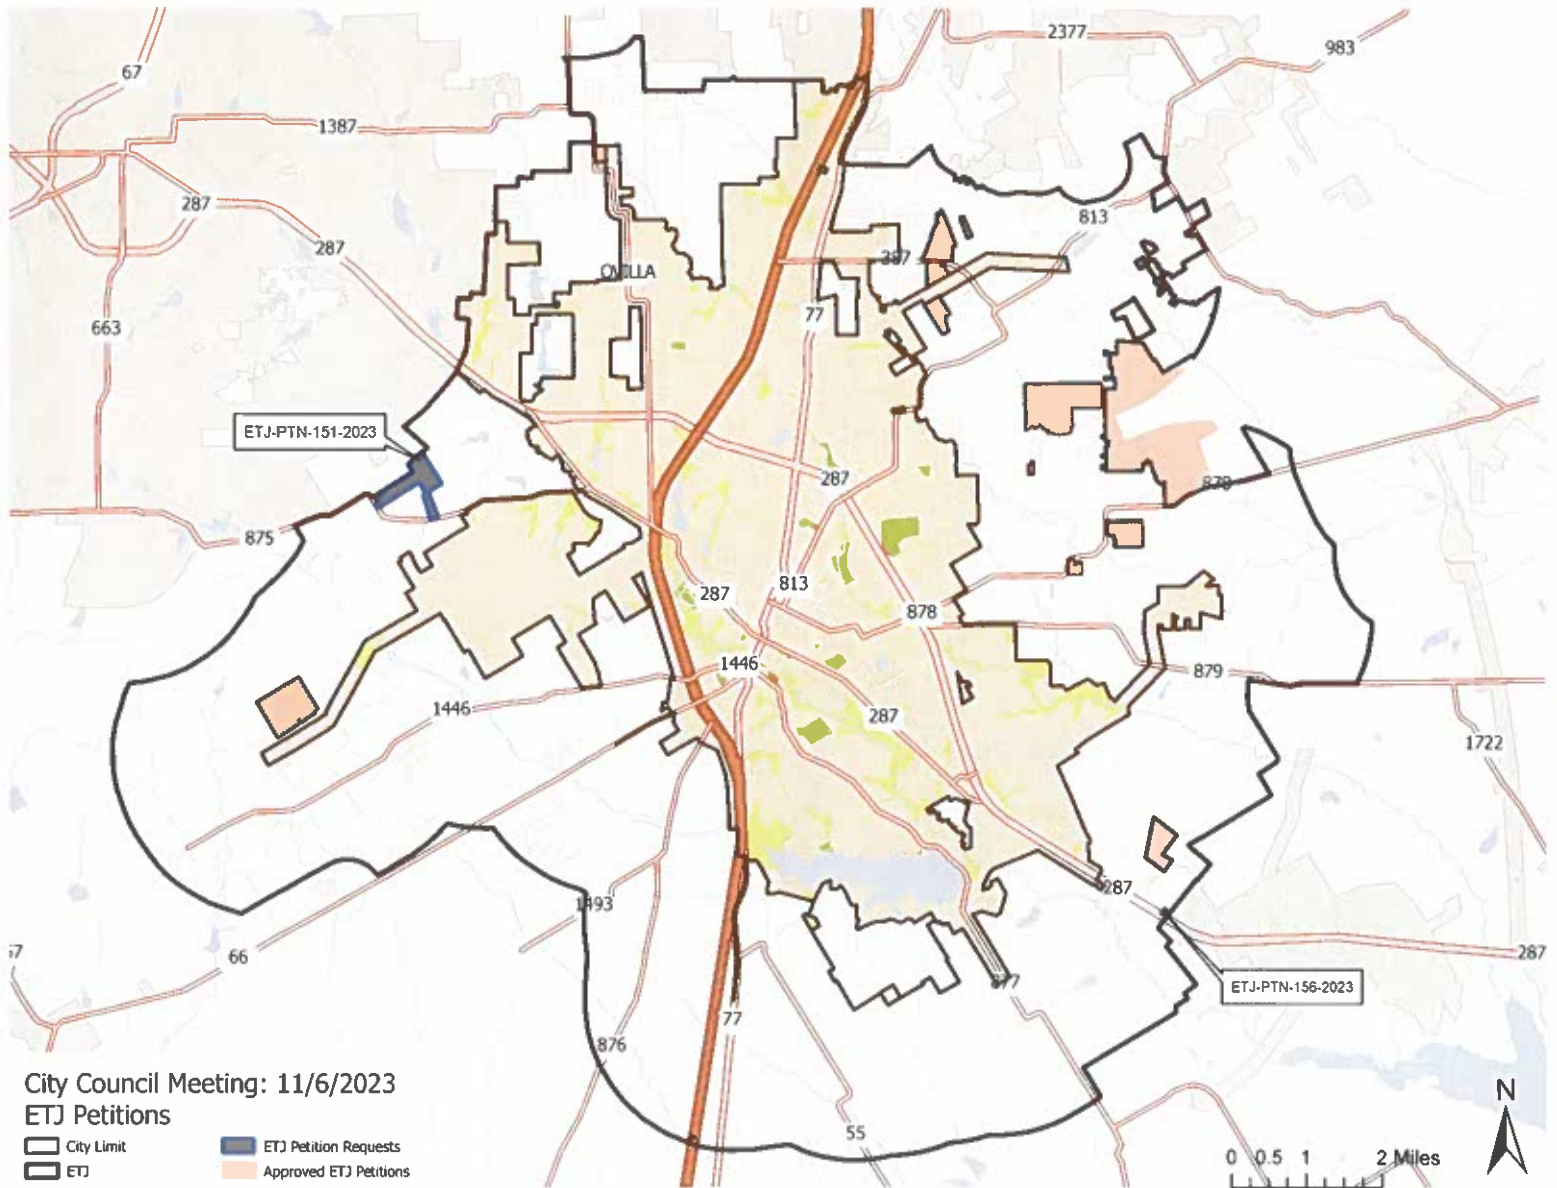 2377
983
67
1387
287
287
813
387
OVILLA
77
663
ETJ-PTN-151-2023
287
879
875
287
813
878
1446
879
287
1446
1722
287
1493
66
287
ETJ-PTN-156-2023
877
77
876
55
City Council Meeting: 11/6/2023
ETJ Petitions
City Limit
ETJ Petition Requests
ETJ
Approved ETJ Petitions
N
0 0.5 1 2 Miles